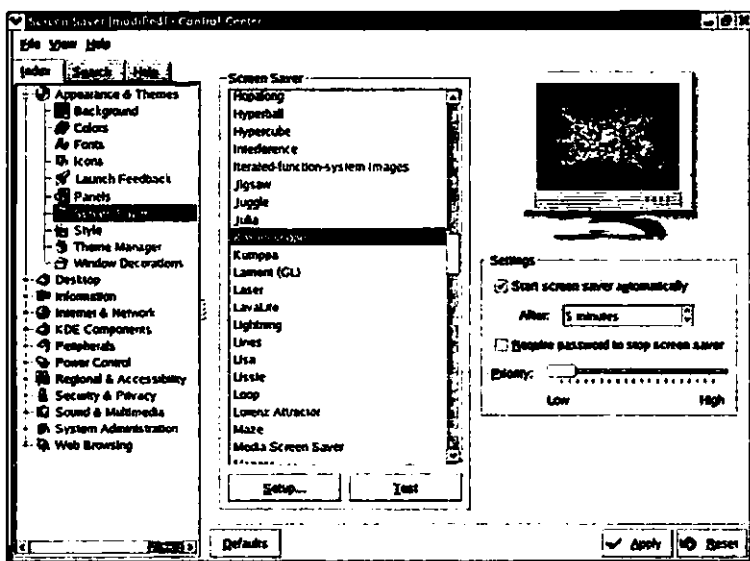 Screen Saver [modified] - Control Center
File View Help
Index Search Help
Appearance & Themes
Background
Colors
Fonts
Icons
Launch Feedback
Panels
Screen Saver
Style
Theme Manager
Window Decorations
Desktop
Information
Internet & Network
KDE Components
Peripherals
Power Control
Regional & Accessibility
Security & Privacy
Sound & Multimedia
System Administration
Web Browsing
Screen Saver
Hopalong
Hyperball
Hypercube
Interference
Iterated-function-system images
Jigsaw
Juggle
Julia
Kaleidescope
Kumppa
Lament (GL)
Laser
LavaLite
Lightning
Lines
Lisa
Lissie
Loop
Lorenz Attractor
Maze
Media Screen Saver
Setup...
Test
Settings
Start screen saver automatically
After: 5 minutes
Require password to stop screen saver
Priority:
Low High
Defaults
Apply
Reset